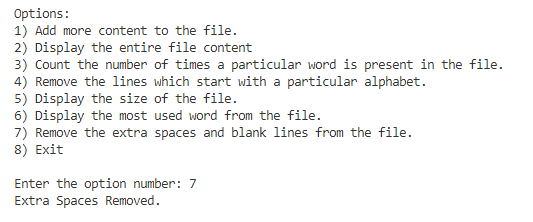 Options:
1) Add more content to the file.
2) Display the entire file content
3) Count the number of times a particular word is present in the file.
4) Remove the lines which start with a particular alphabet.
5) Display the size of the file.
6) Display the most used word from the file.
7) Remove the extra spaces and blank lines from the file.
8) Exit
Enter the option number: 7
Extra Spaces Removed.